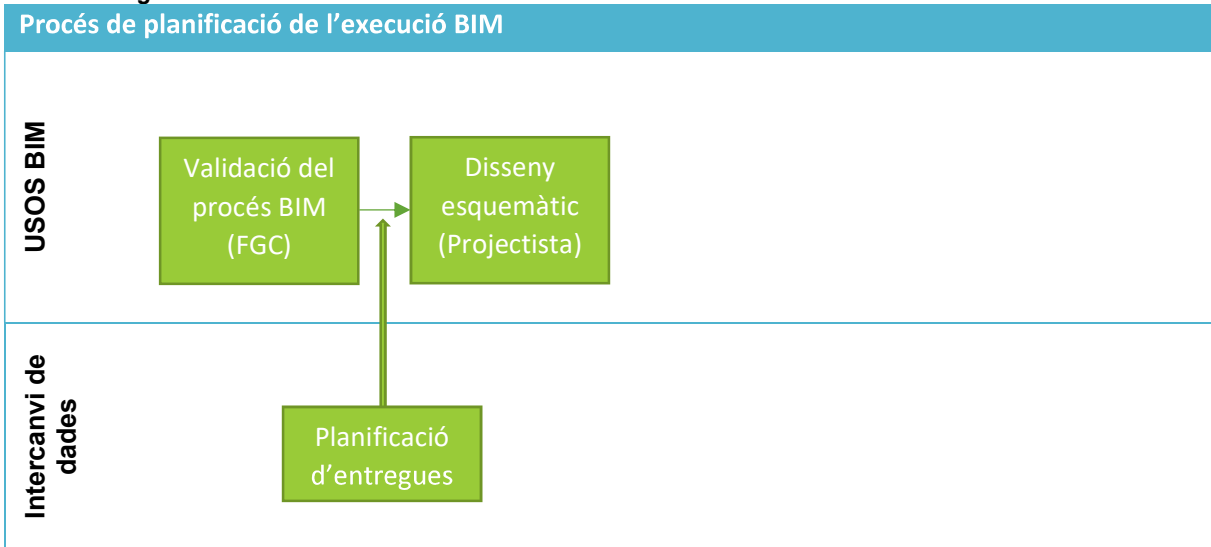 Procés de planificació de l’execució BIM
USOS BIM
Validació del
procés BIM
(FGC)
Disseny
esquemàtic
(Projectista)
Intercanvi de
dades
Planificació
d’entregues